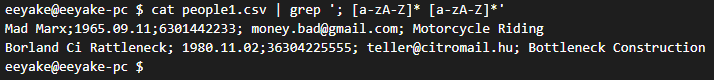 eeyake@eeyake-pc $ cat people1.csv | grep '; [a-zA-Z]* [a-zA-Z]*'
Mad Marx;1965.09.11;6301442233; money.bad@gmail.com; Motorcycle Riding
Borland Ci Rattleneck; 1980.11.02;36304225555; teller@citromail.hu; Bottleneck Construction
eeyake@eeyake-pc $